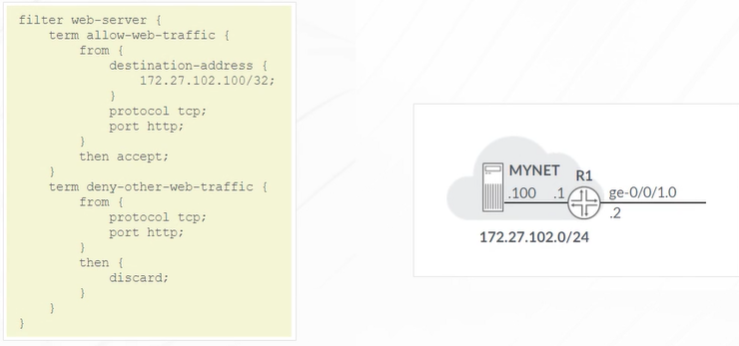 filter web-server {
    term allow-web-traffic {
        from {
            destination-address {
                172.27.102.100/32;
            }
            protocol tcp;
            port http;
        }
        then accept;
    }
    term deny-other-web-traffic {
        from {
            protocol tcp;
            port http;
        }
        then {
            discard;
        }
    }
}
MYNET
R1
.100 .1
ge-0/0/1.0
.2
172.27.102.0/24